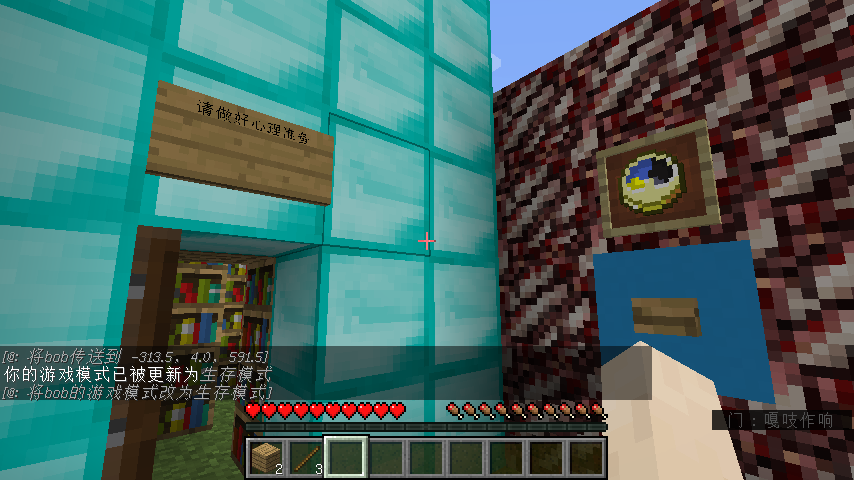 请做好心理准备
[@: 将bob传送到 -313.5, 4.0, 591.5]
你的游戏模式已被更新为生存模式
[@: 将bob的游戏模式改为生存模式]
门：嘎吱作响
2
3